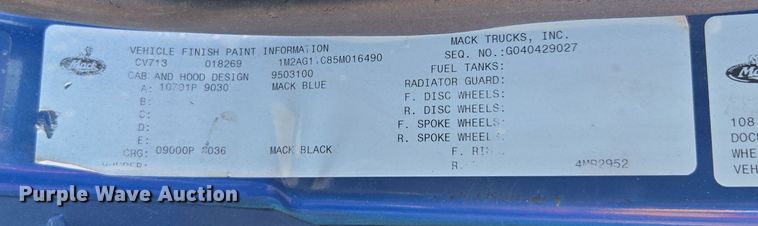 VEHICLE FINISH PAINT INFORMATION
MACK TRUCKS, INC.
CV713 018269 1M2AG11C85M016490
SEQ. NO.:G040429027
CAB AND HOOD DESIGN 9503100
FUEL TANKS:
A: 10701P 9030 MACK BLUE
RADIATOR GUARD:
B:
F. DISC WHEELS:
C:
R. DISC WHEELS:
D:
F. SPOKE WHEELS:
E:
R. SPOKE WHEELS:
CRG: 09000P 8036 MACK BLACK
F.
R. 4MR2952
Mack
108
DOC
WHE
VEH
Purple Wave Auction